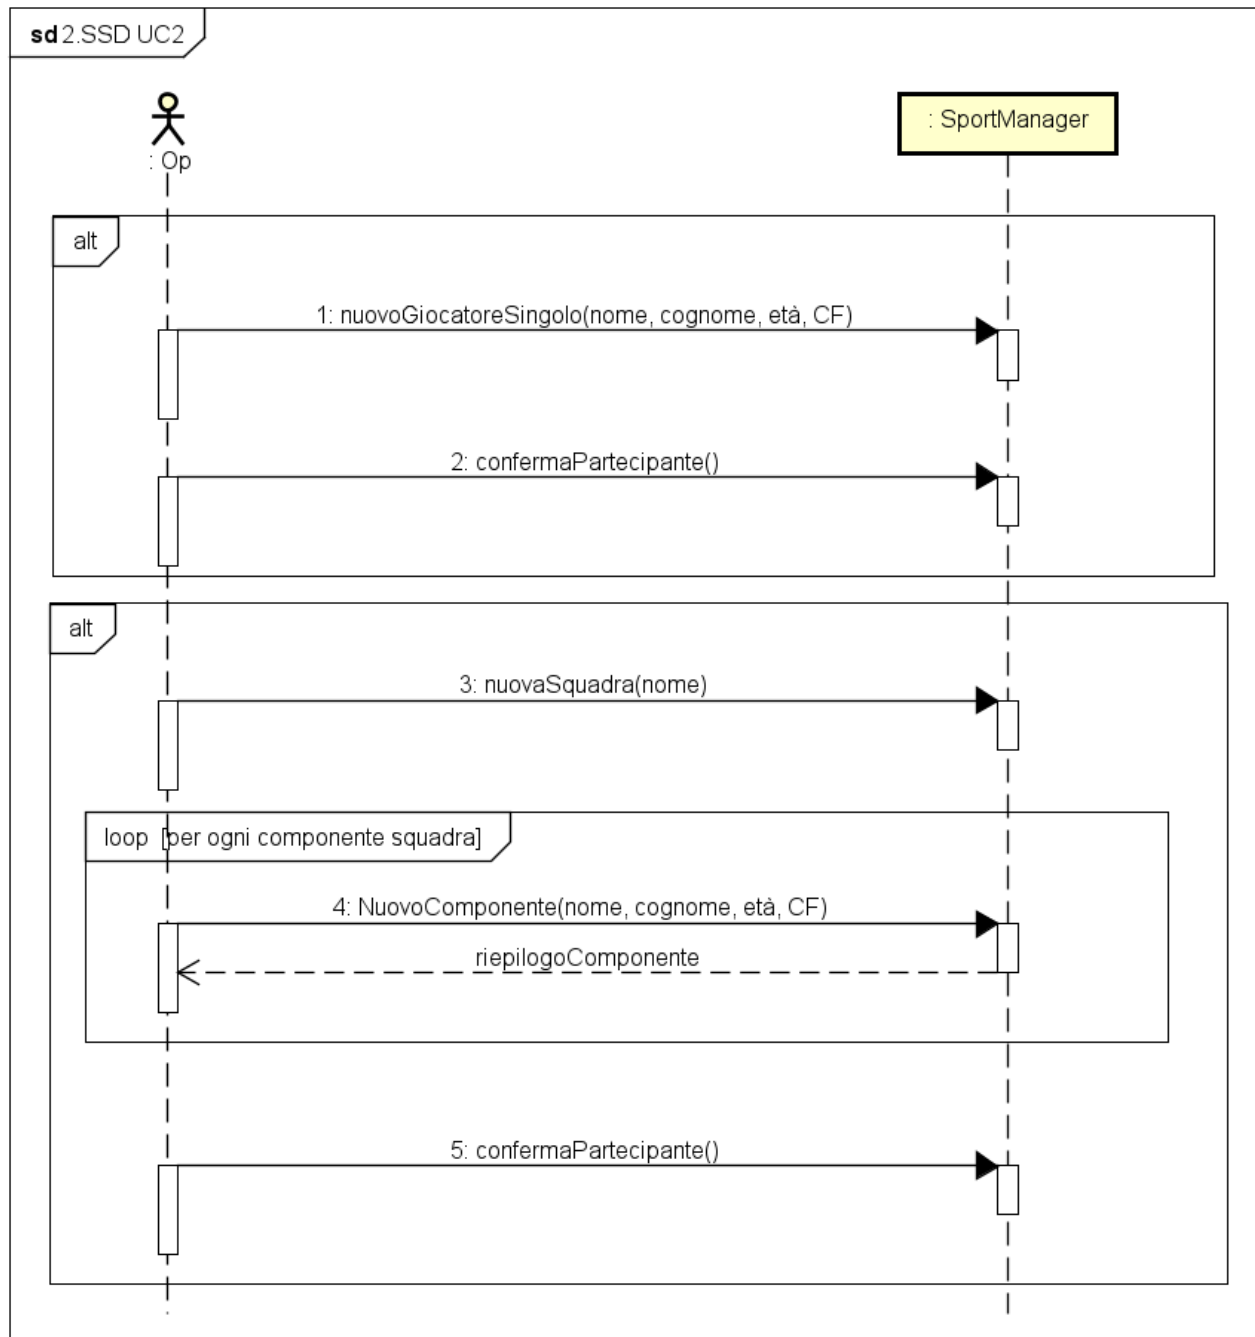 sd 2.SSD UC2
: Op
: SportManager
alt
1: nuovoGiocatoreSingolo(nome, cognome, età, CF)
2: confermaPartecipante()
alt
3: nuovaSquadra(nome)
loop [per ogni componente squadra]
4: NuovoComponente(nome, cognome, età, CF)
riepilogoComponente
5: confermaPartecipante()